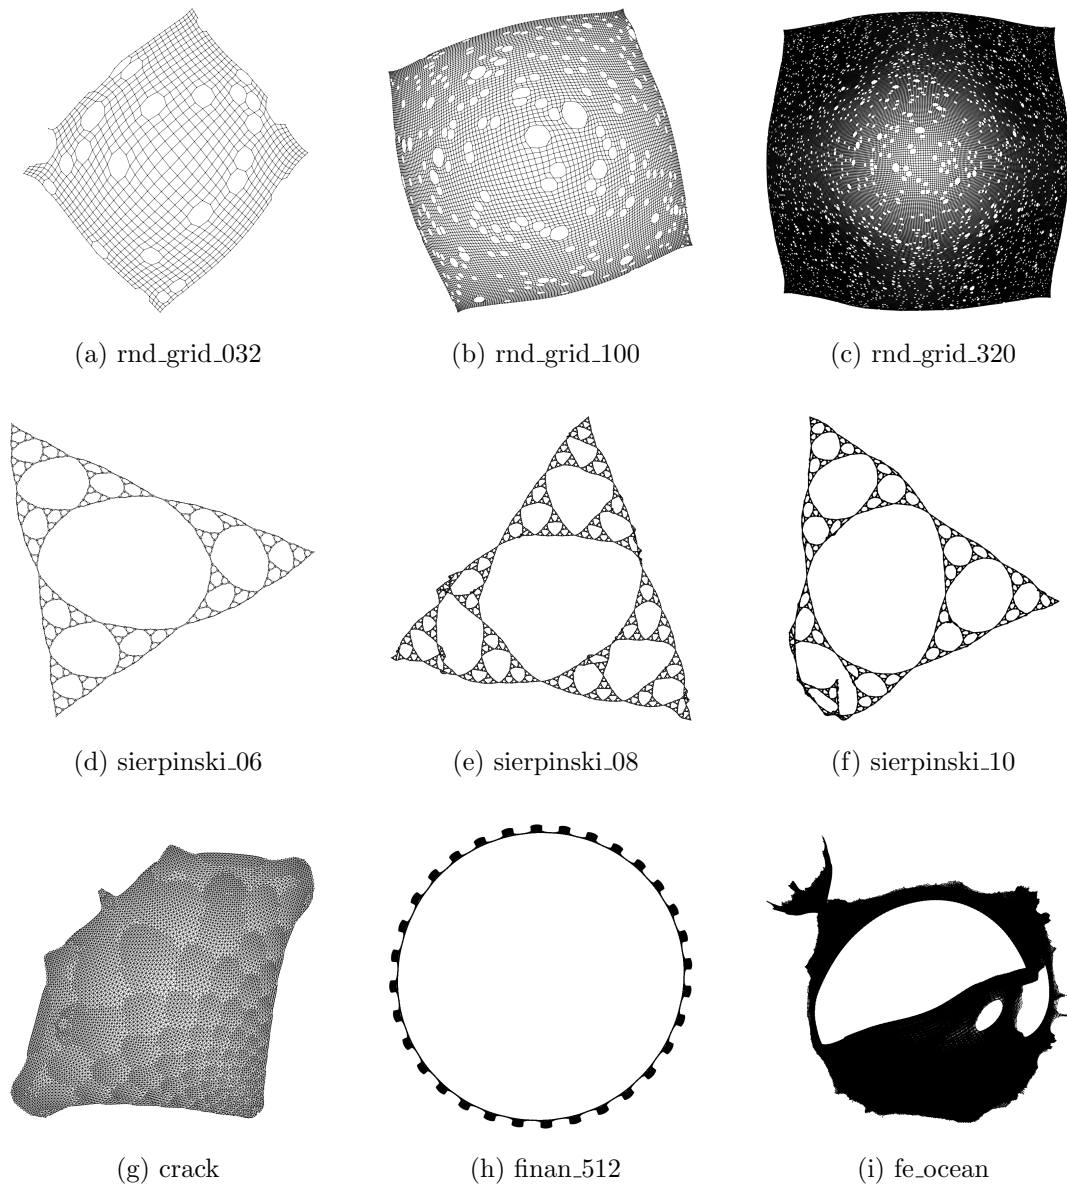 (a) rnd_grid_032
(b) rnd_grid_100
(c) rnd_grid_320
(d) sierpinski_06
(e) sierpinski_08
(f) sierpinski_10
(g) crack
(h) finan_512
(i) fe_ocean